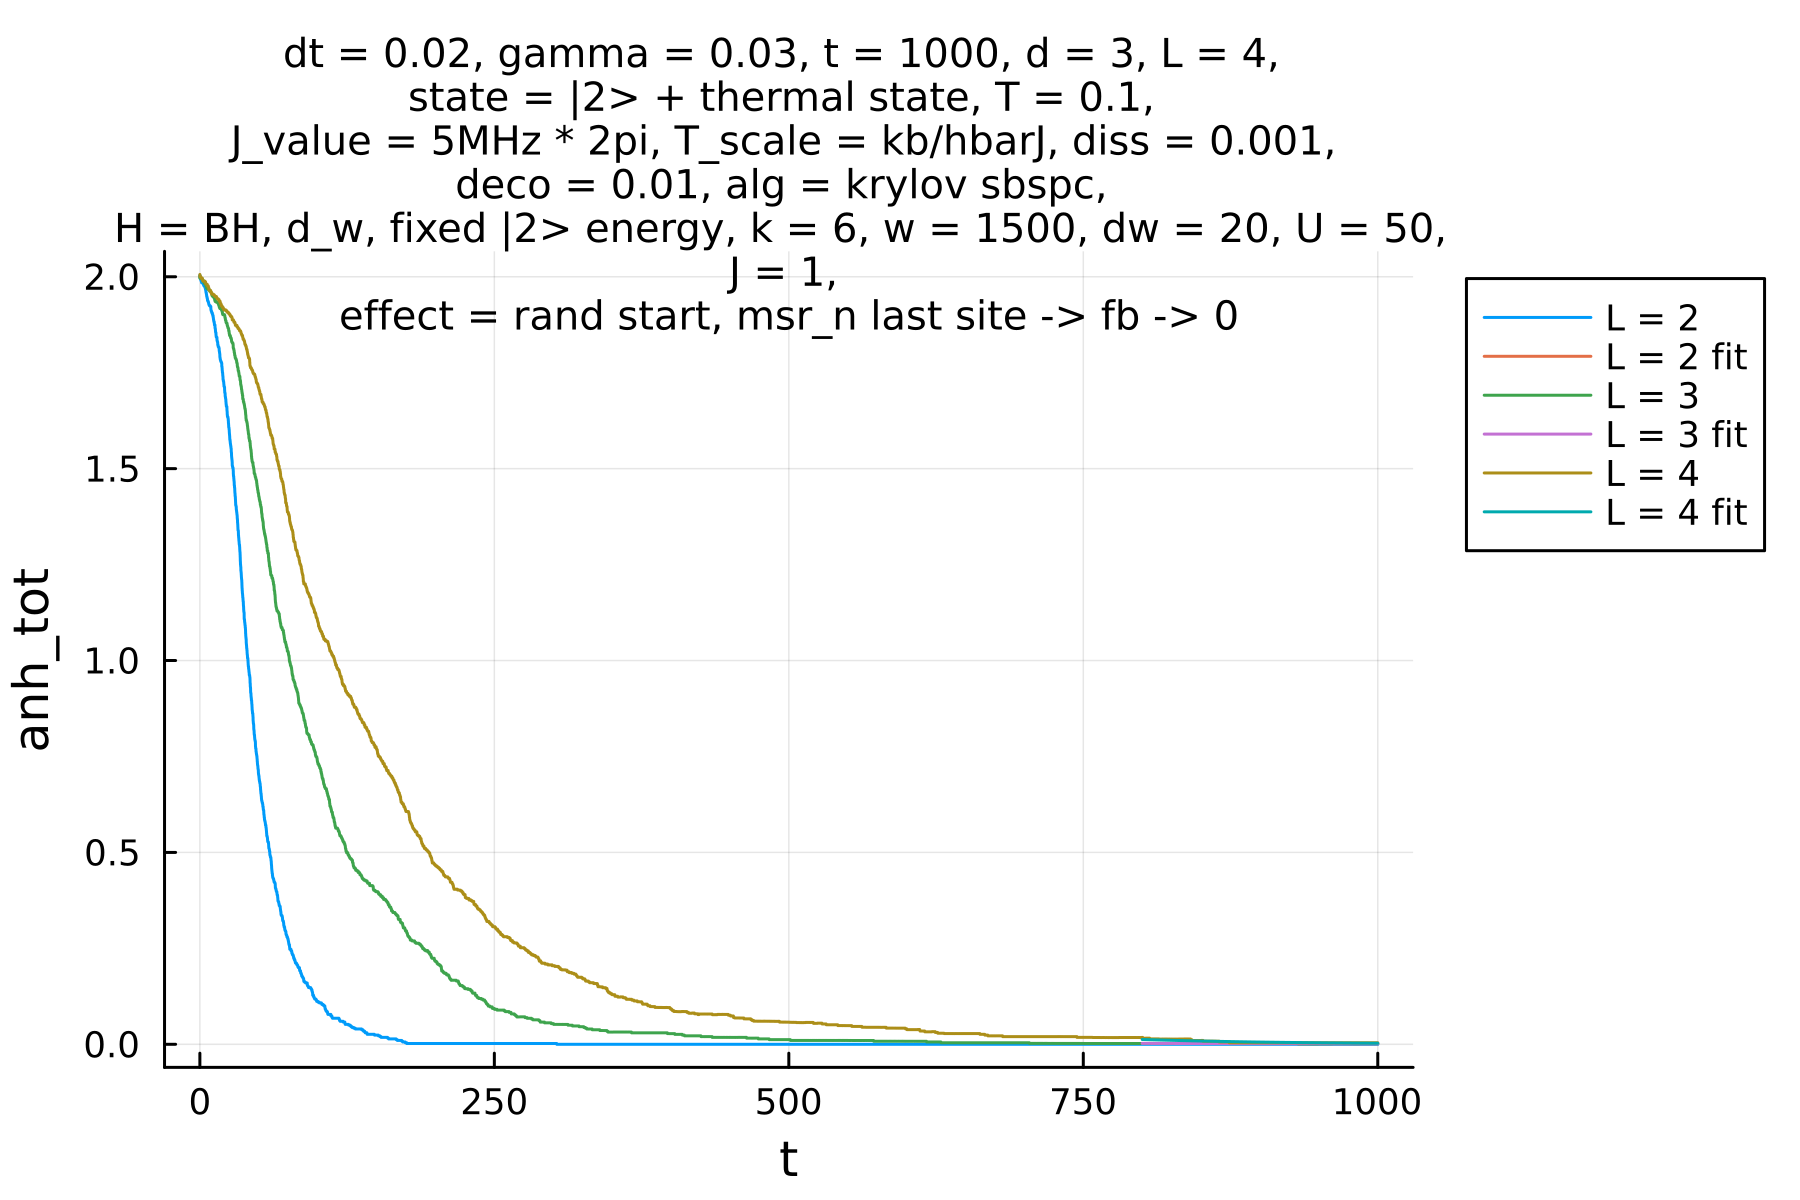 dt = 0.02, gamma = 0.03, t = 1000, d = 3, L = 4,
state = |2> + thermal state, T = 0.1,
J_value = 5MHz * 2pi, T_scale = kb/hbarJ, diss = 0.001,
deco = 0.01, alg = krylov sbspc,
H = BH, d_w, fixed |2> energy, k = 6, w = 1500, dw = 20, U = 50,
J = 1,
effect = rand start, msr_n last site -> fb -> 0
2.0
1.5
1.0
0.5
0.0
anh_tot
0
250
500
750
1000
t
L = 2
L = 2 fit
L = 3
L = 3 fit
L = 4
L = 4 fit